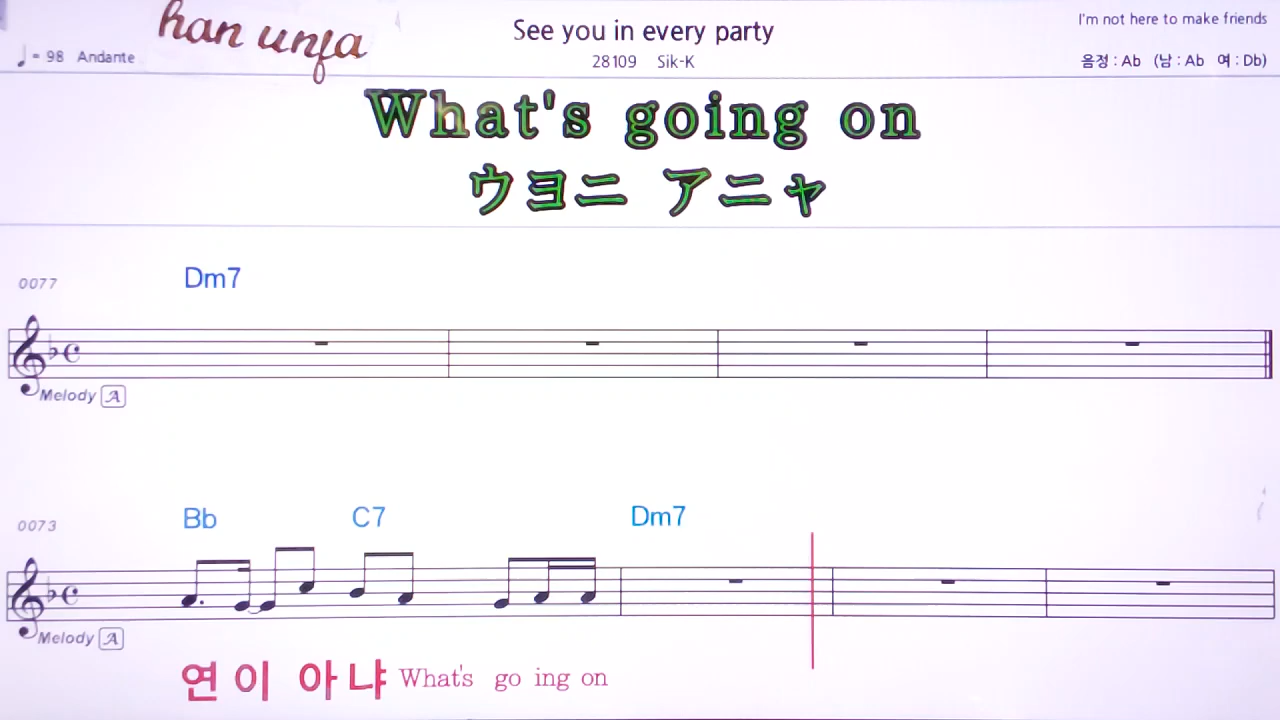 han unja
See you in every party
I'm not here to make friends
♩ = 98 Andante
28109 Sik-K
음정 : Ab (남 : Ab 여 : Db)
What's going on
ウヨニ アニャ
0077
Dm7
Melody A
0073
Bb C7 Dm7
Melody A
연 이 아 냐 What's go ing on